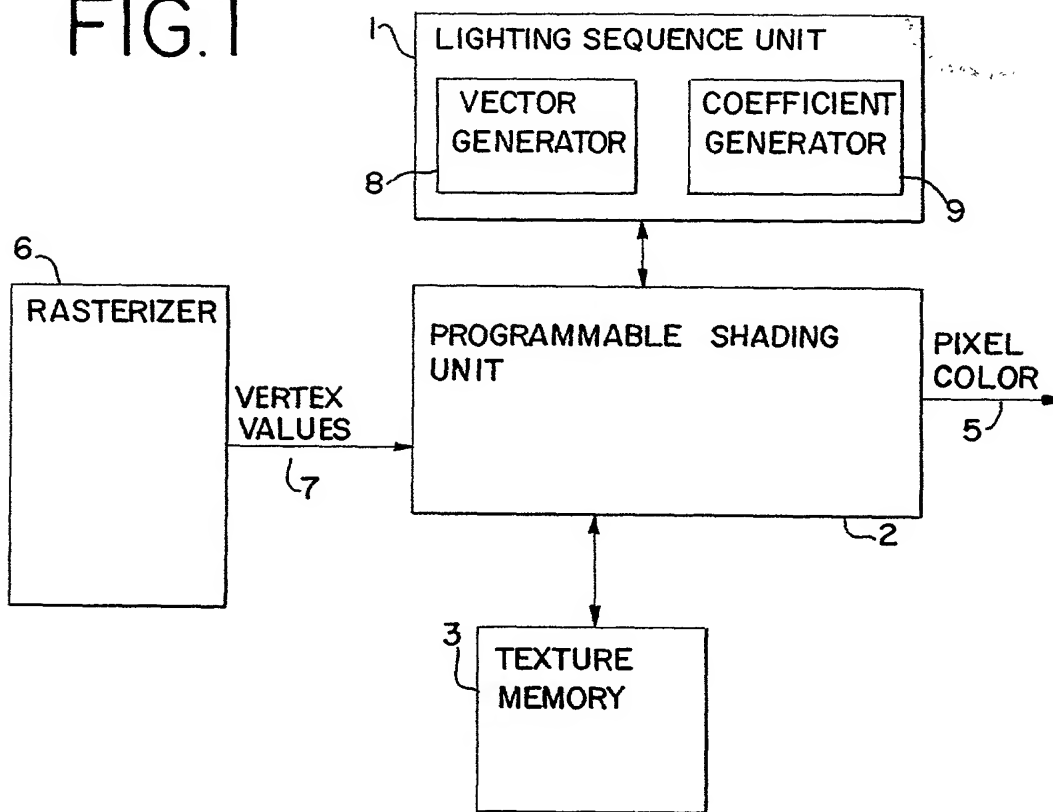 FIG. 1
1
LIGHTING SEQUENCE UNIT
VECTOR
GENERATOR
COEFFICIENT
GENERATOR
8
9
6
RASTERIZER
PROGRAMMABLE SHADING
UNIT
PIXEL
COLOR
5
VERTEX
VALUES
7
2
3
TEXTURE
MEMORY